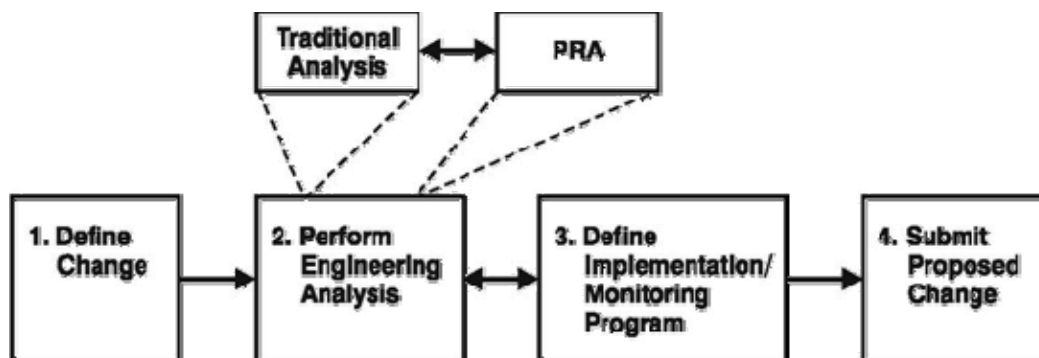 Traditional
Analysis
PRA
1. Define
Change
2. Perform
Engineering
Analysis
3. Define
Implementation/
Monitoring
Program
4. Submit
Proposed
Change